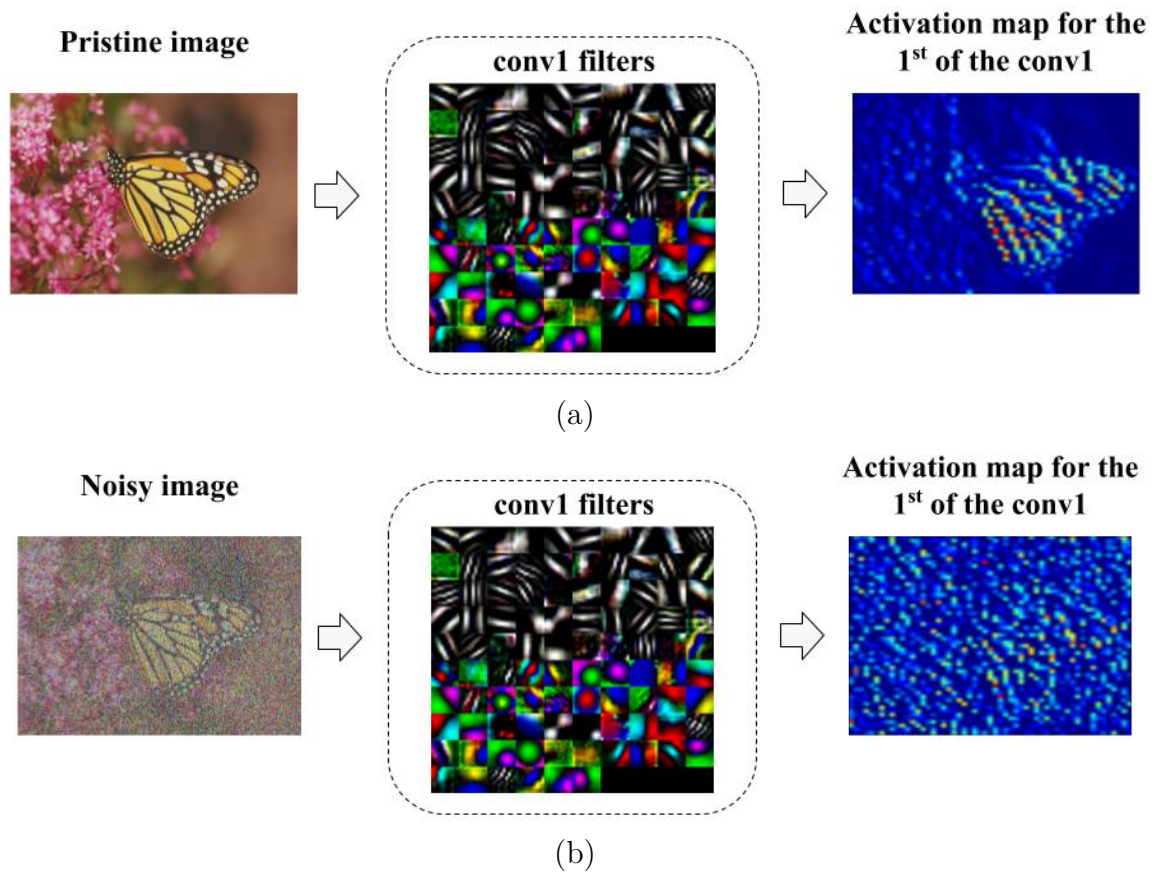 Pristine image
conv1 filters
Activation map for the
1st of the conv1
(a)
Noisy image
conv1 filters
Activation map for the
1st of the conv1
(b)